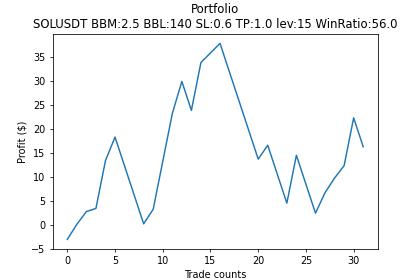 Portfolio
SOLUSDT BBM:2.5 BBL:140 SL:0.6 TP:1.0 lev:15 WinRatio:56.0
35
30
25
20
15
10
5
0
−5
Profit ($)
0 5 10 15 20 25 30
Trade counts